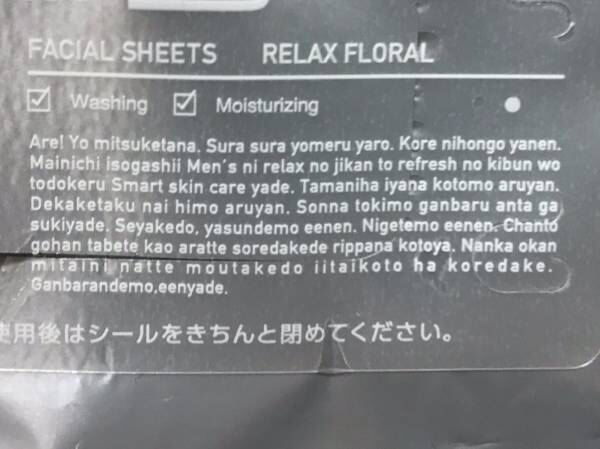 FACIAL SHEETS RELAX FLORAL
Washing Moisturizing
Are! Yo mitsuketana. Sura sura yomeru yaro. Kore nihongo yanen.
Mainichi isogashii Men's ni relax no jikan to refresh no kibun wo
todokeru Smart skin care yade. Tamaniha iyana kotomo aruyan.
Dekaketaku nai himo aruyan. Sonna tokimo ganbaru anta ga
sukiyade. Seyakedo, yasundemo eenen. Nigetemo eenen. Chanto
gohan tabete kao aratte soredakede rippana kotoya. Nanka okan
mitaini natte moutakedo iitaikoto ha koredake.
Ganbarandemo,eenyade.
使用後はシールをきちんと閉めてください。